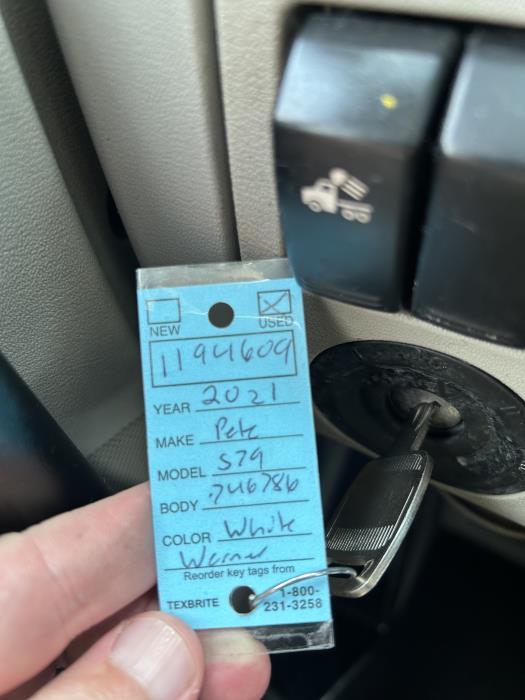 NEW USED
1194609
YEAR 2021
MAKE Pete
MODEL 579
BODY 746786
COLOR White
Werner
Reorder key tags from
TEXBRITE 1-800-
231-3258